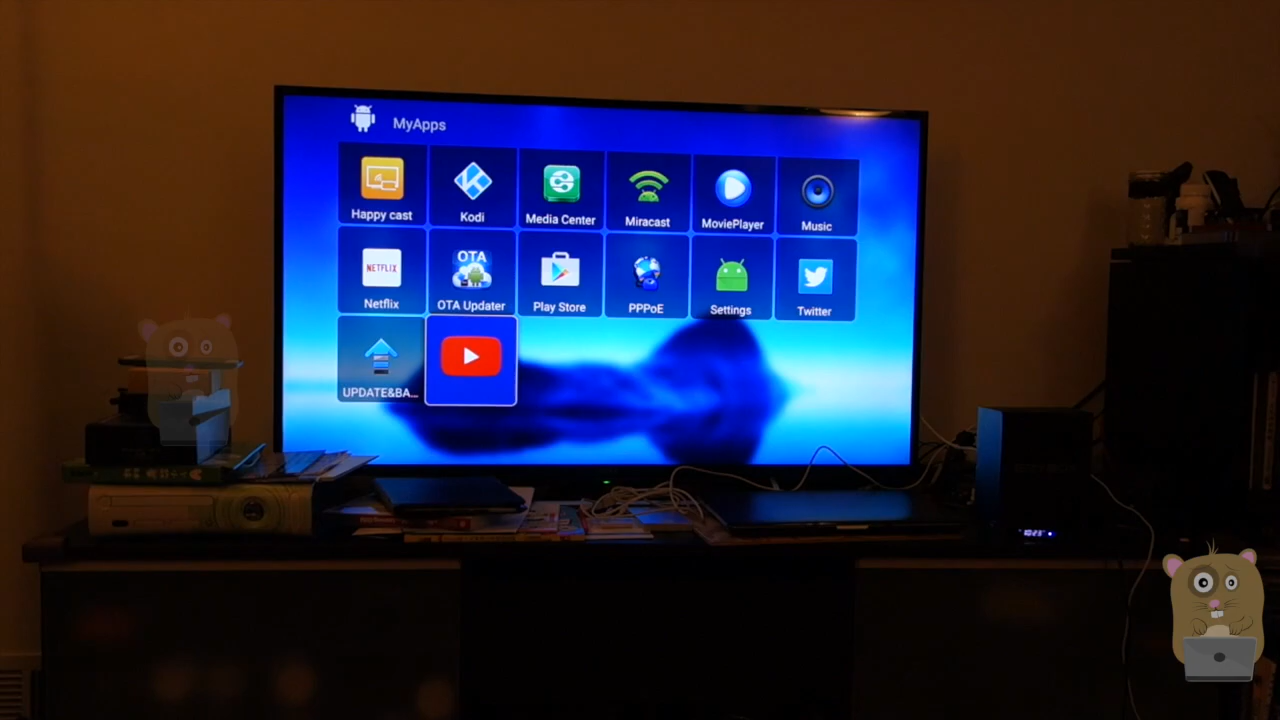 MyApps
Happy cast
Kodi
Media Center
Miracast
MoviePlayer
Music
NETFLIX
OTA
Netflix
OTA Updater
Play Store
PPPoE
Settings
Twitter
UPDATE&BA...